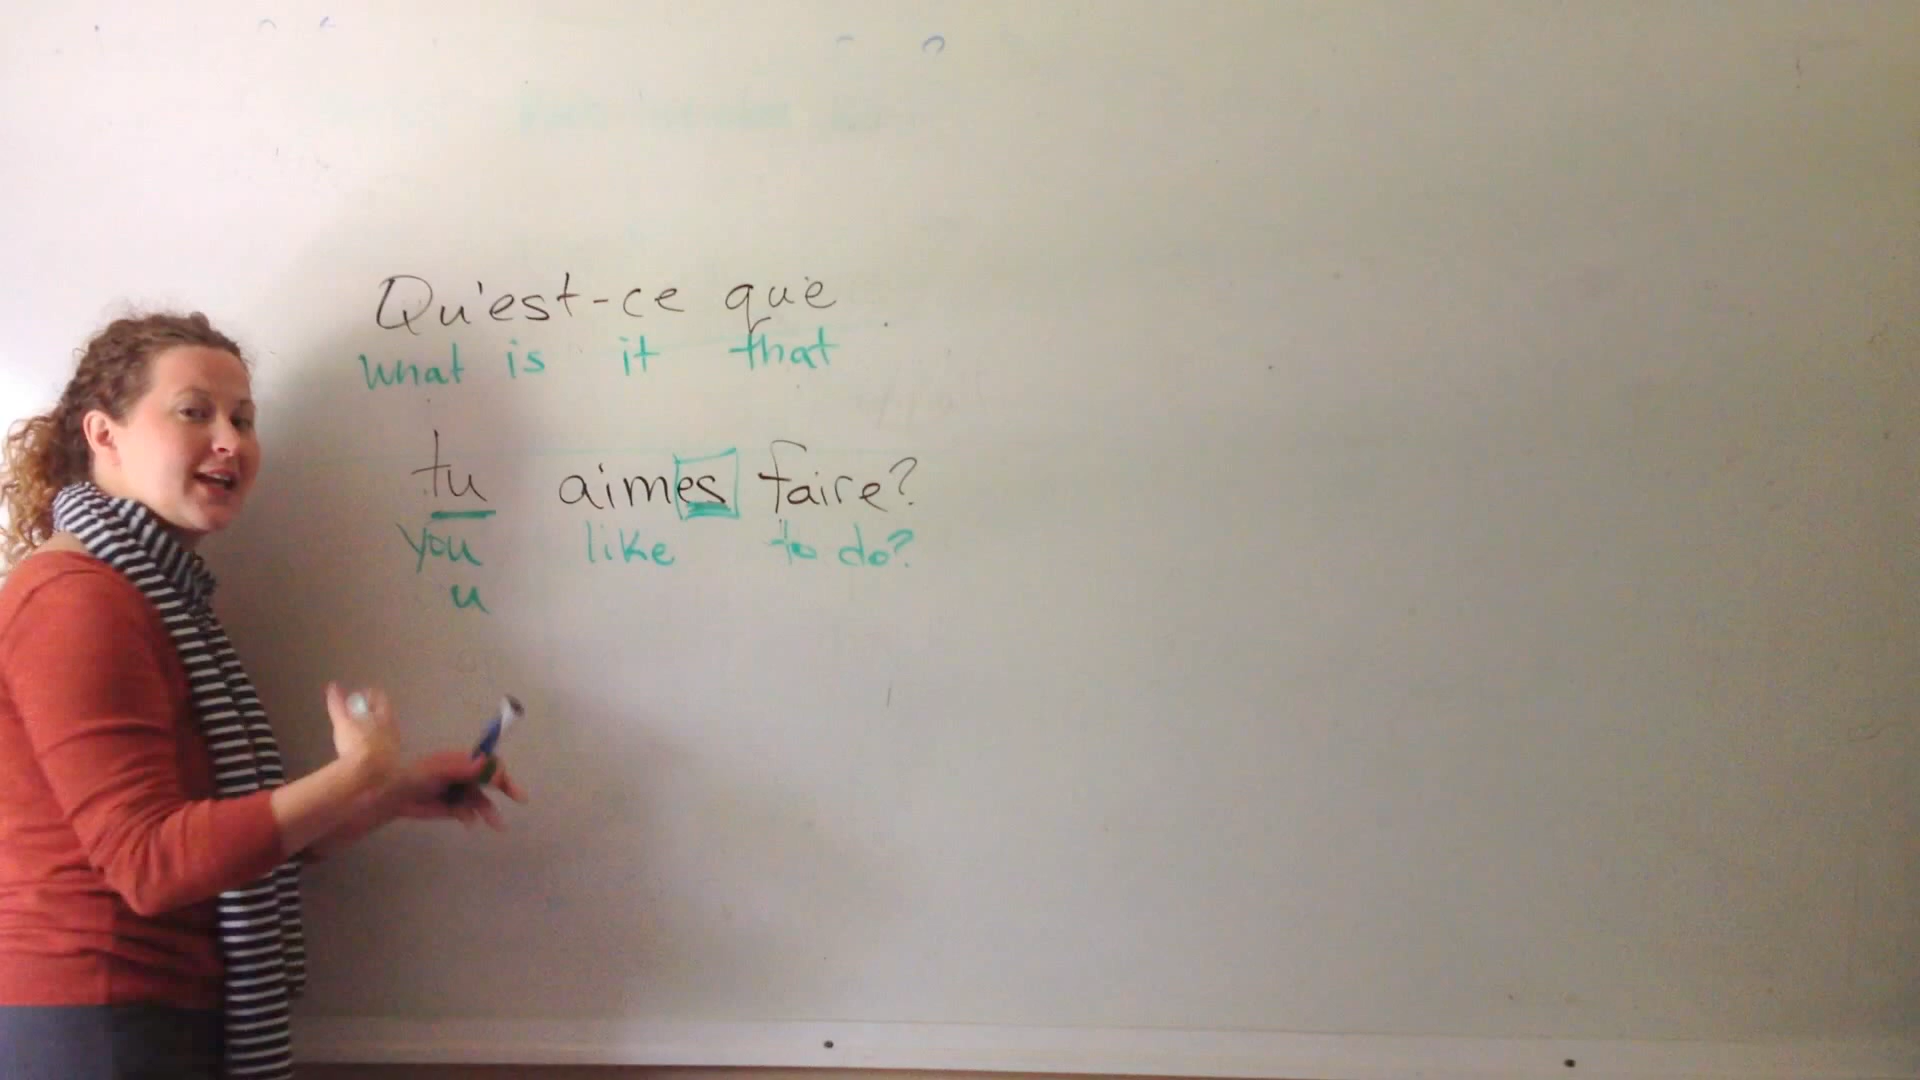 Qu'est-ce que
What is it that
tu aimes faire?
you like to do?
u